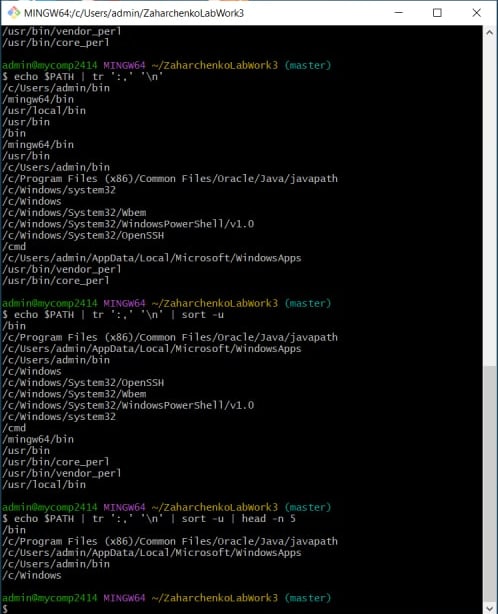 MINGW64:/c/Users/admin/ZaharchenkoLabWork3
/usr/bin/vendor_perl
/usr/bin/core_perl
admin@mycomp2414 MINGW64 ~/ZaharchenkoLabWork3 (master)
$ echo $PATH | tr ':,' '\n'
/c/Users/admin/bin
/mingw64/bin
/usr/local/bin
/usr/bin
/bin
/mingw64/bin
/usr/bin
/c/Users/admin/bin
/c/Program Files (x86)/Common Files/Oracle/Java/javapath
/c/Windows/system32
/c/Windows
/c/Windows/System32/Wbem
/c/Windows/System32/WindowsPowerShell/v1.0
/c/Windows/System32/OpenSSH
/cmd
/c/Users/admin/AppData/Local/Microsoft/WindowsApps
/usr/bin/vendor_perl
/usr/bin/core_perl
admin@mycomp2414 MINGW64 ~/ZaharchenkoLabWork3 (master)
$ echo $PATH | tr ':,' '\n' | sort -u
/bin
/c/Program Files (x86)/Common Files/Oracle/Java/javapath
/c/Users/admin/AppData/Local/Microsoft/WindowsApps
/c/Users/admin/bin
/c/Windows
/c/Windows/System32/OpenSSH
/c/Windows/System32/Wbem
/c/Windows/System32/WindowsPowerShell/v1.0
/c/Windows/system32
/cmd
/mingw64/bin
/usr/bin
/usr/bin/core_perl
/usr/bin/vendor_perl
/usr/local/bin
admin@mycomp2414 MINGW64 ~/ZaharchenkoLabWork3 (master)
$ echo $PATH | tr ':,' '\n' | sort -u | head -n 5
/bin
/c/Program Files (x86)/Common Files/Oracle/Java/javapath
/c/Users/admin/AppData/Local/Microsoft/WindowsApps
/c/Users/admin/bin
/c/Windows
admin@mycomp2414 MINGW64 ~/ZaharchenkoLabWork3 (master)
$